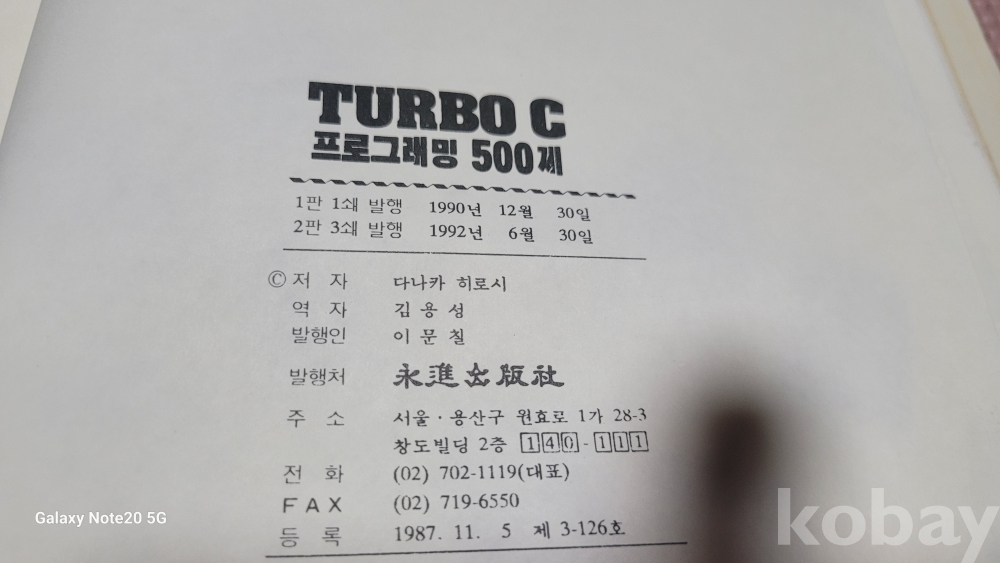 TURBO C
프로그래밍 500제
1판 1쇄 발행 1990년 12월 30일
2판 3쇄 발행 1992년 6월 30일
ⓒ 저 자 다나카 히로시
역 자 김 용 성
발행인 이 문 칠
발행처 永進出版社
주 소 서울·용산구 원효로 1가 28-3
창도빌딩 2층 140-111
전 화 (02) 702-1119(대표)
FAX (02) 719-6550
등 록 1987. 11. 5 제 3-126호
Galaxy Note20 5G
kobay